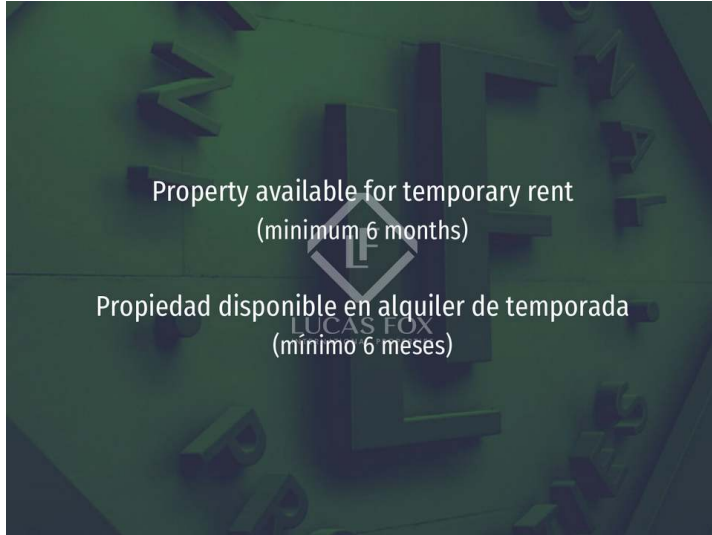 Property available for temporary rent
(minimum 6 months)
Propiedad disponible en alquiler de temporada
LUCAS FOX
(mínimo 6 meses)